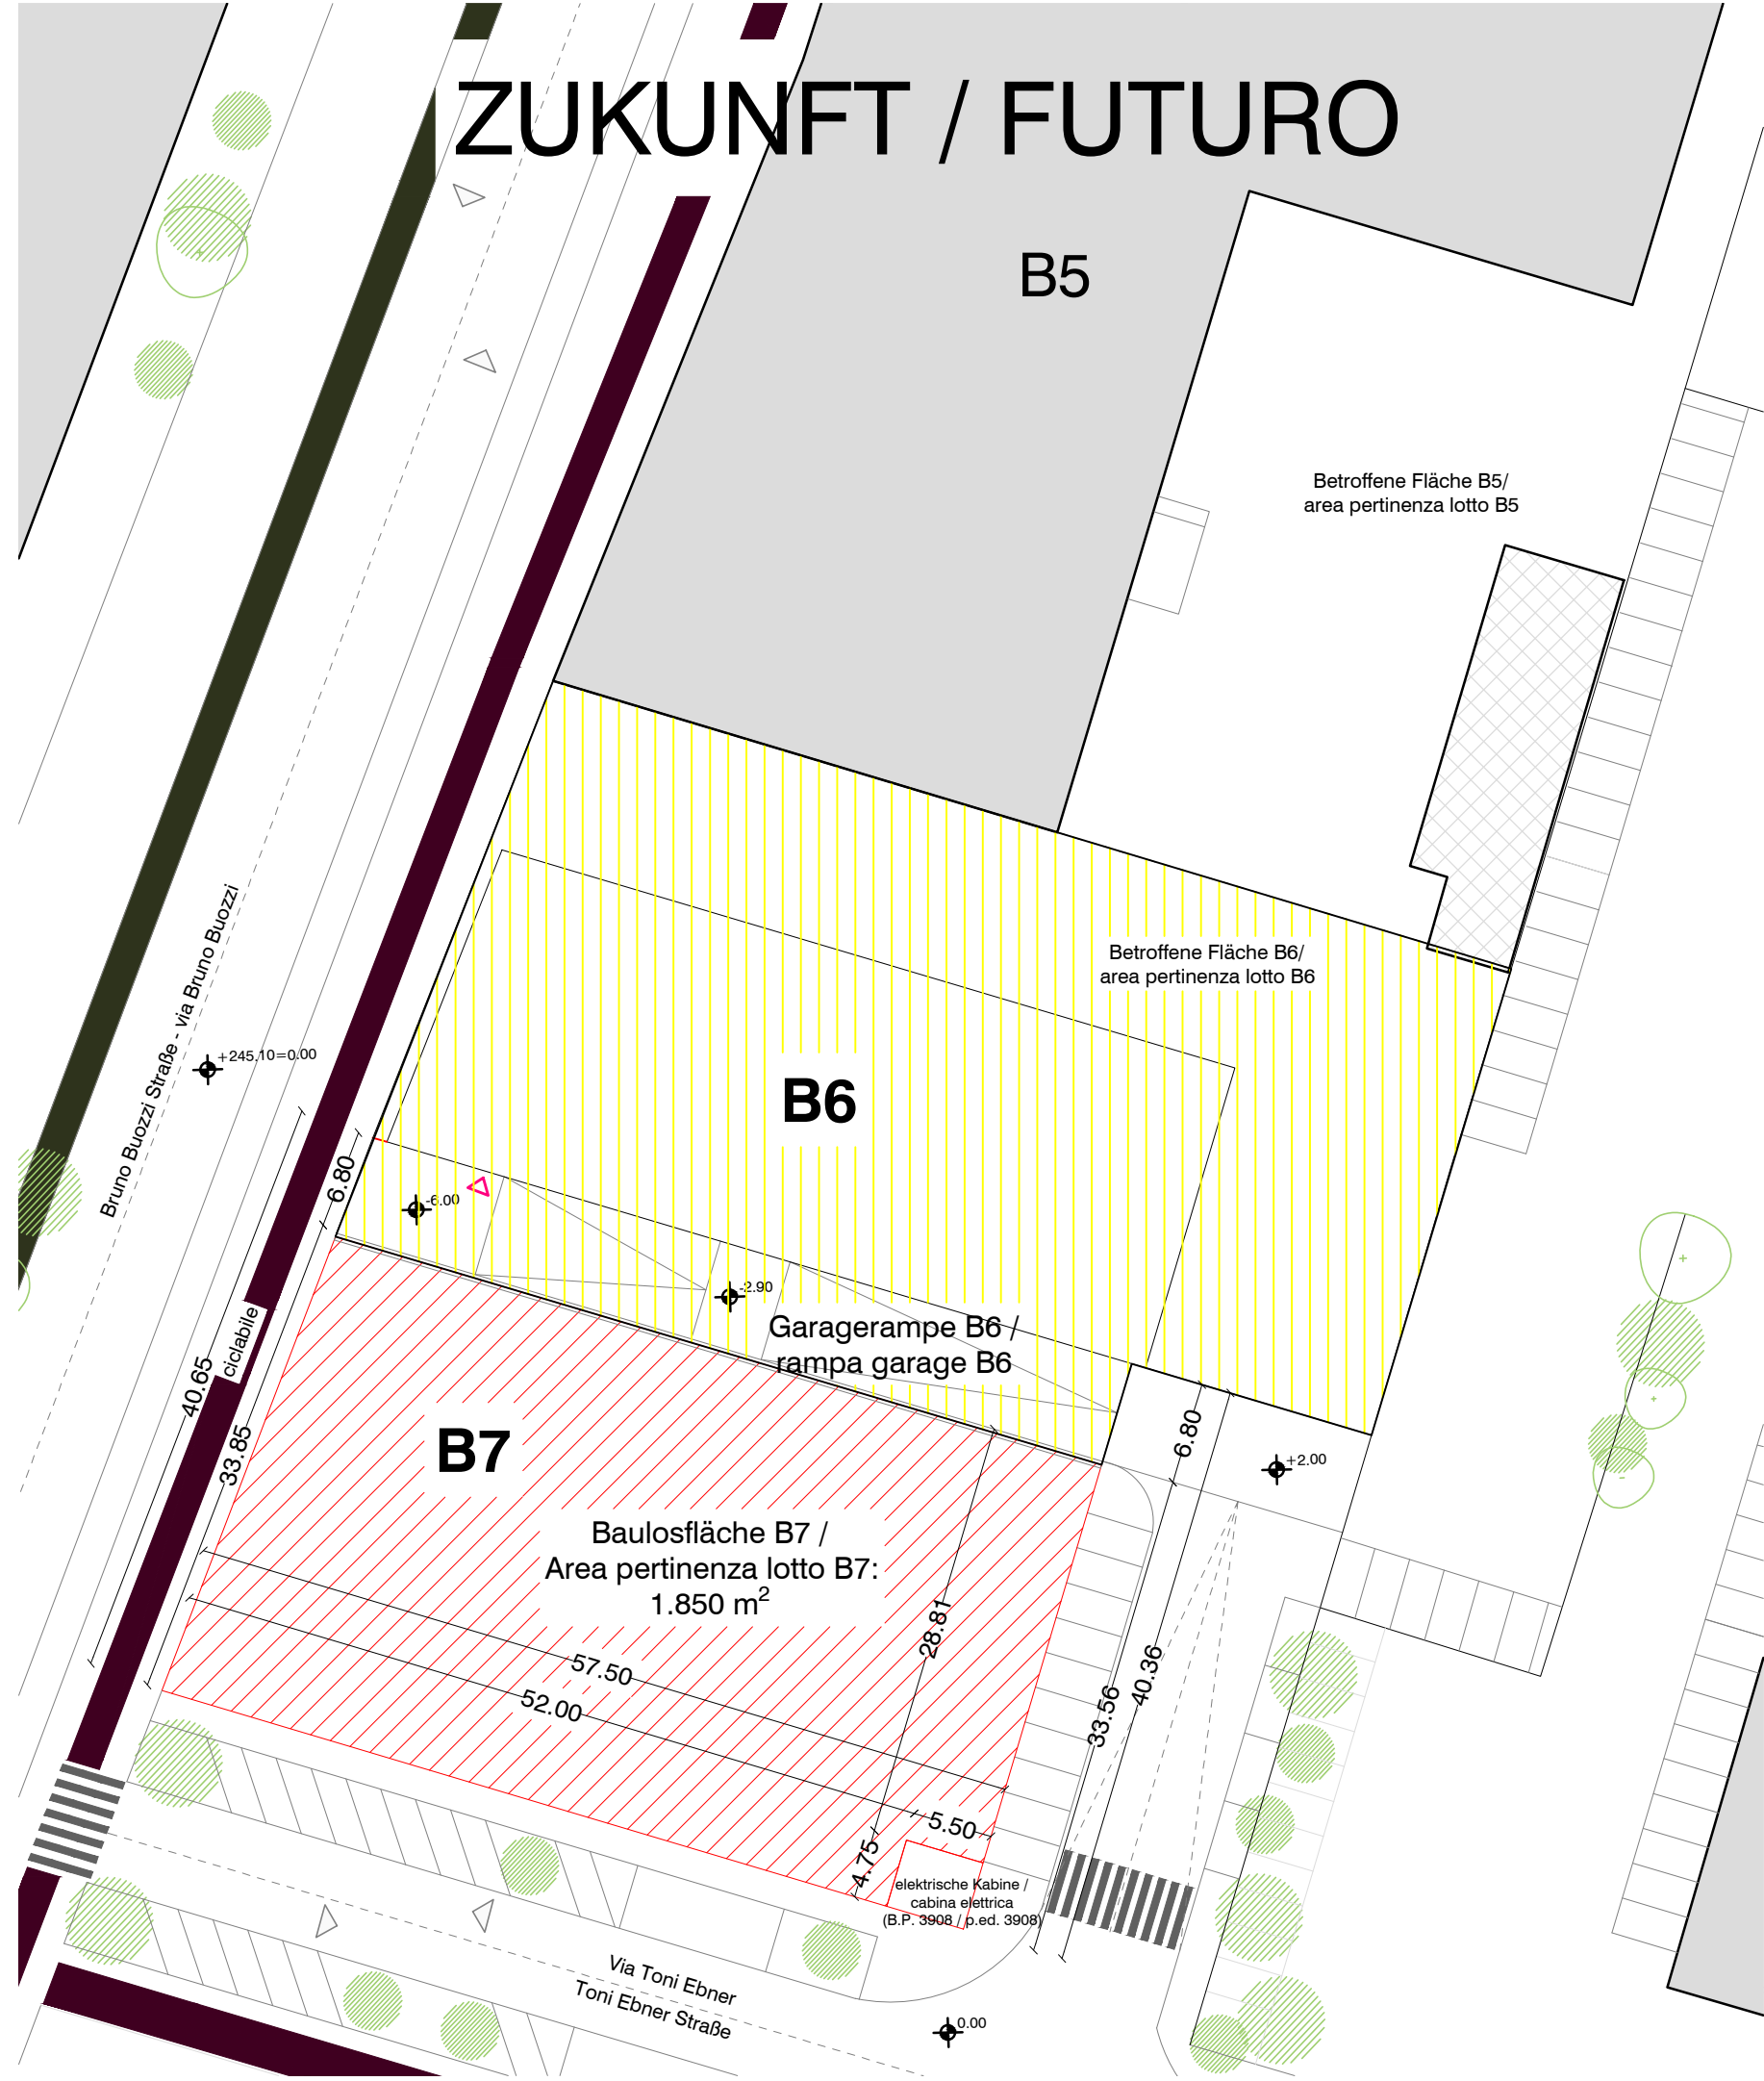 ZUKUNFT / FUTURO
B5
Betroffene Fläche B5/
area pertinenza lotto B5
Betroffene Fläche B6/
area pertinenza lotto B6
Bruno Buozzi Straße - via Bruno Buozzi
+245.10=0.00
B6
6.80
-6.00
-2.90
Garagerampe B6 /
rampa garage B6
ciclabile
40.65
33.85
B7
6.80
+2.00
Baulosfläche B7 /
Area pertinenza lotto B7:
1.850 m²
28.81
57.50
52.00
33.56
40.36
5.50
4.75
elektrische Kabine /
cabina elettrica
(B.P. 3908 / p.ed. 3908)
Via Toni Ebner
Toni Ebner Straße
0.00